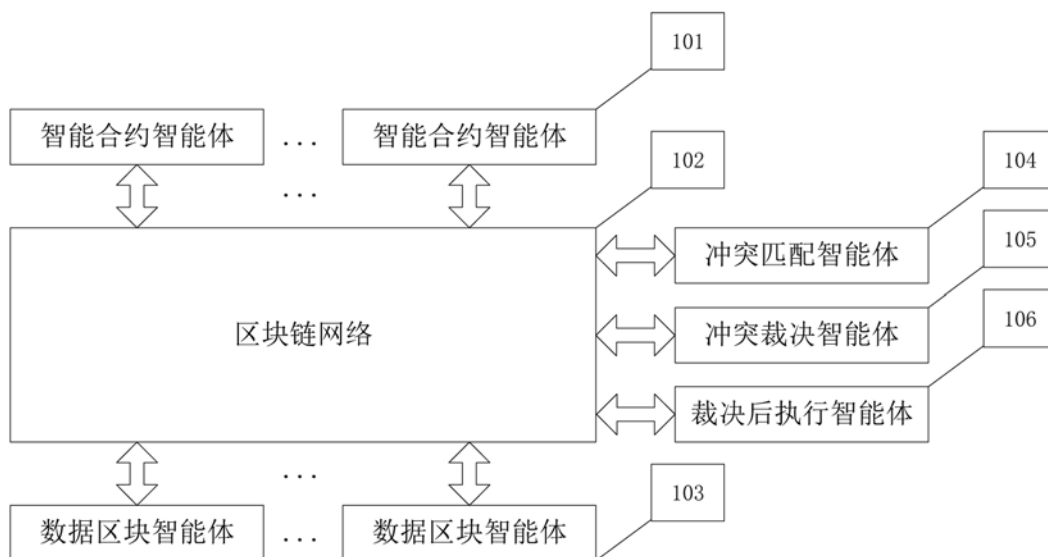 101
智能合约智能体 ... 智能合约智能体
... 102
104
冲突匹配智能体
105
区块链网络 冲突裁决智能体
106
裁决后执行智能体
... 103
数据区块智能体 ... 数据区块智能体